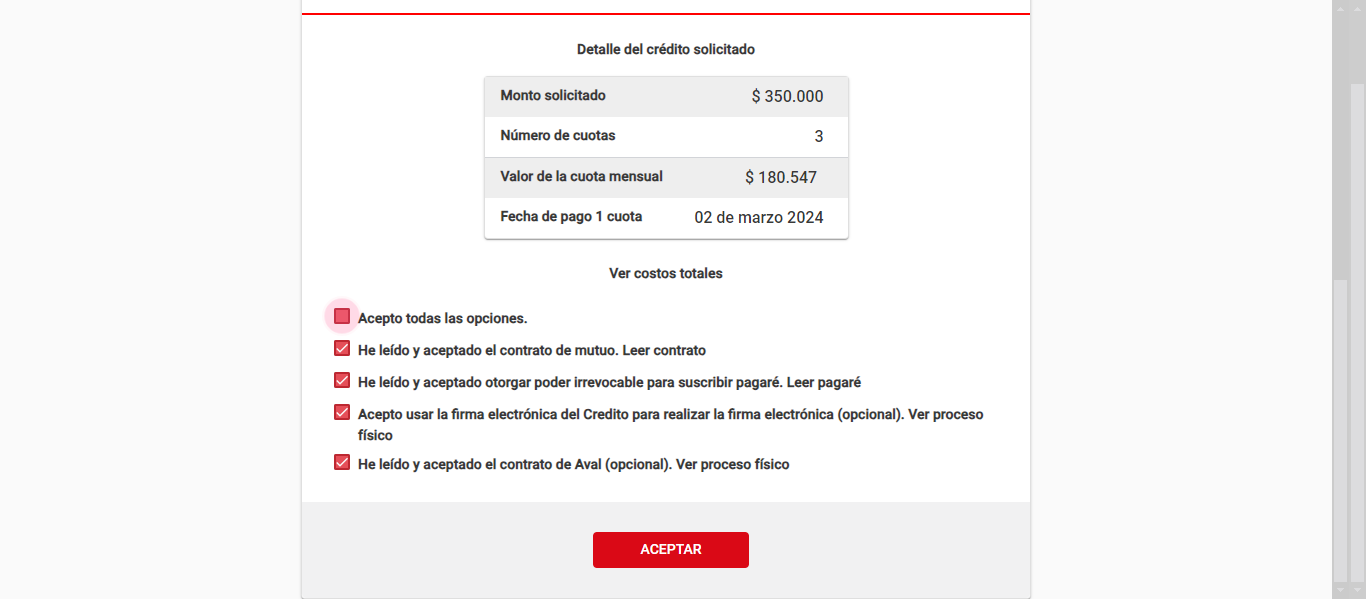 Detalle del crédito solicitado
Monto solicitado $ 350.000
Número de cuotas 3
Valor de la cuota mensual $ 180.547
Fecha de pago 1 cuota 02 de marzo 2024
Ver costos totales
Acepto todas las opciones.
He leído y aceptado el contrato de mutuo. Leer contrato
He leído y aceptado otorgar poder irrevocable para suscribir pagaré. Leer pagaré
Acepto usar la firma electrónica del Credito para realizar la firma electrónica (opcional). Ver proceso
físico
He leído y aceptado el contrato de Aval (opcional). Ver proceso físico
ACEPTAR